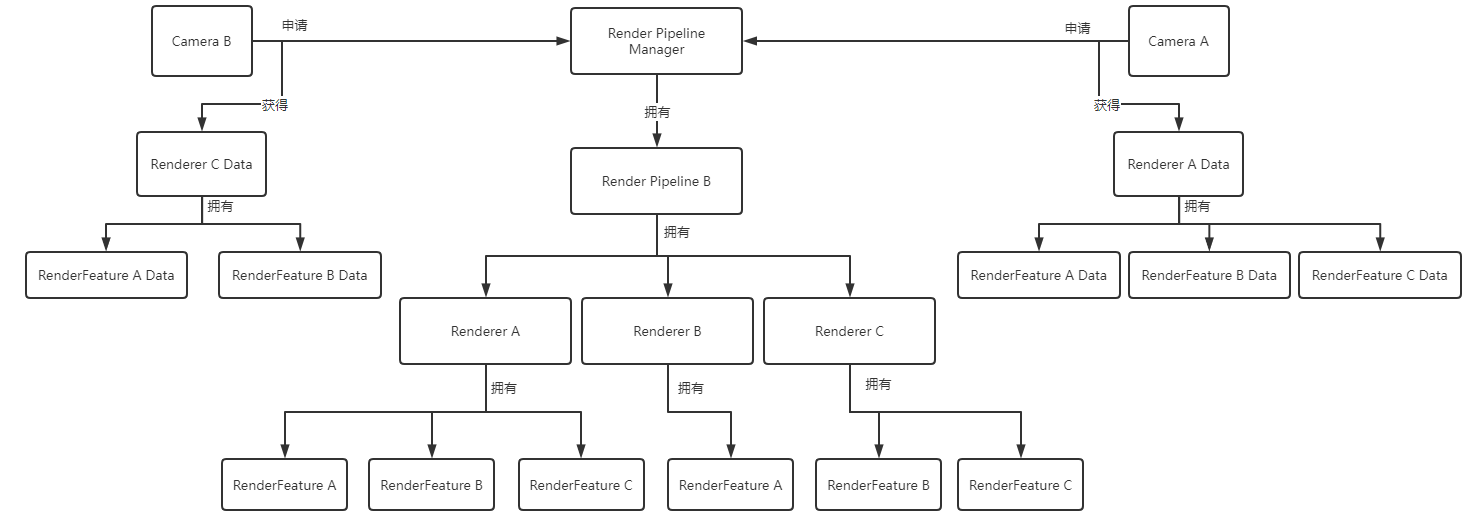 申请
申请
Camera B
Render Pipeline
Manager
Camera A
获得
获得
拥有
Renderer C Data
Renderer A Data
Render Pipeline B
拥有
拥有
拥有
RenderFeature A Data
RenderFeature B Data
RenderFeature A Data
RenderFeature B Data
RenderFeature C Data
Renderer A
Renderer B
Renderer C
拥有
拥有
拥有
RenderFeature A
RenderFeature B
RenderFeature C
RenderFeature A
RenderFeature B
RenderFeature C